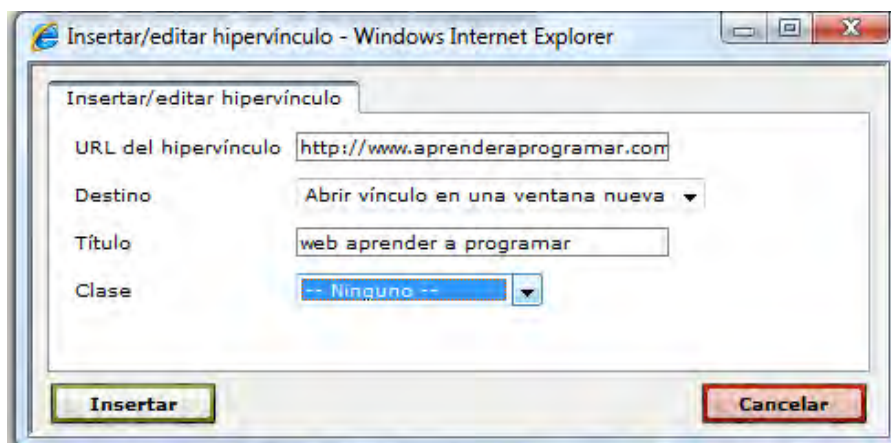 Insertar/editar hipervínculo - Windows Internet Explorer
X
Insertar/editar hipervínculo
URL del hipervínculo http://www.aprenderaprogramar.com
Destino Abrir vínculo en una ventana nueva
Título web aprender a programar
Clase -- Ninguno --
Insertar Cancelar